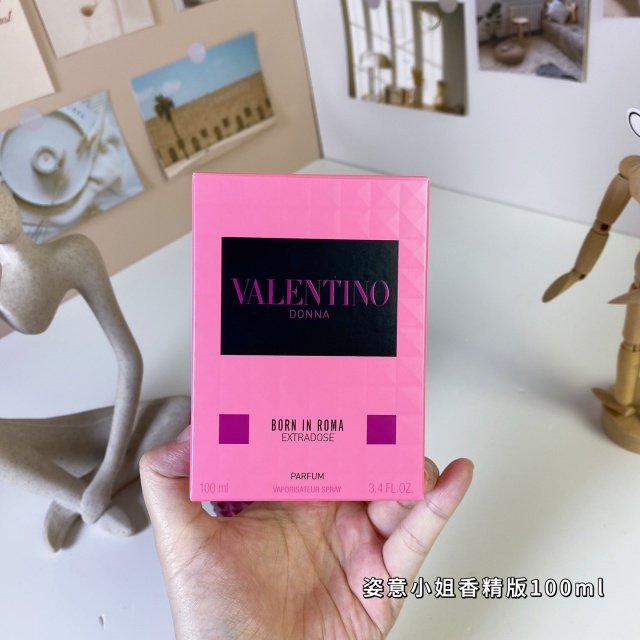 VALENTINO
DONNA
BORN IN ROMA
EXTRADOSE
PARFUM
100 ml VAPORISATEUR SPRAY 3.4 FL.OZ.
姿意小姐香精版100ml